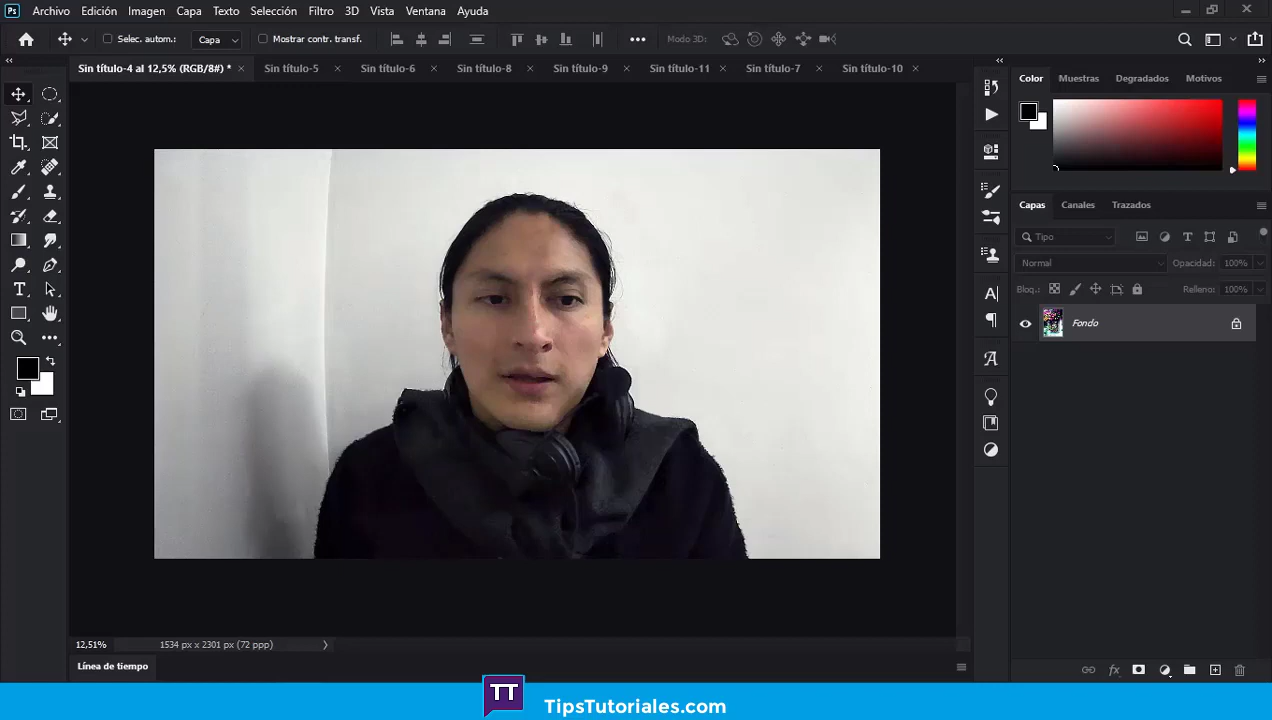 Ps Archivo Edición Imagen Capa Texto Selección Filtro 3D Vista Ventana Ayuda
Selec. autom.: Capa Mostrar contr. transf. Modo 3D:
Sin título-4 al 12,5% (RGB/8#) * Sin título-5 Sin título-6 Sin título-8 Sin título-9 Sin título-11 Sin título-7 Sin título-10
Color Muestras Degradados Motivos
Capas Canales Trazados
Tipo
Normal Opacidad: 100%
Bloq.: Relleno: 100%
Fondo
12,51% 1534 px x 2301 px (72 ppp)
Línea de tiempo
TT TipsTutoriales.com